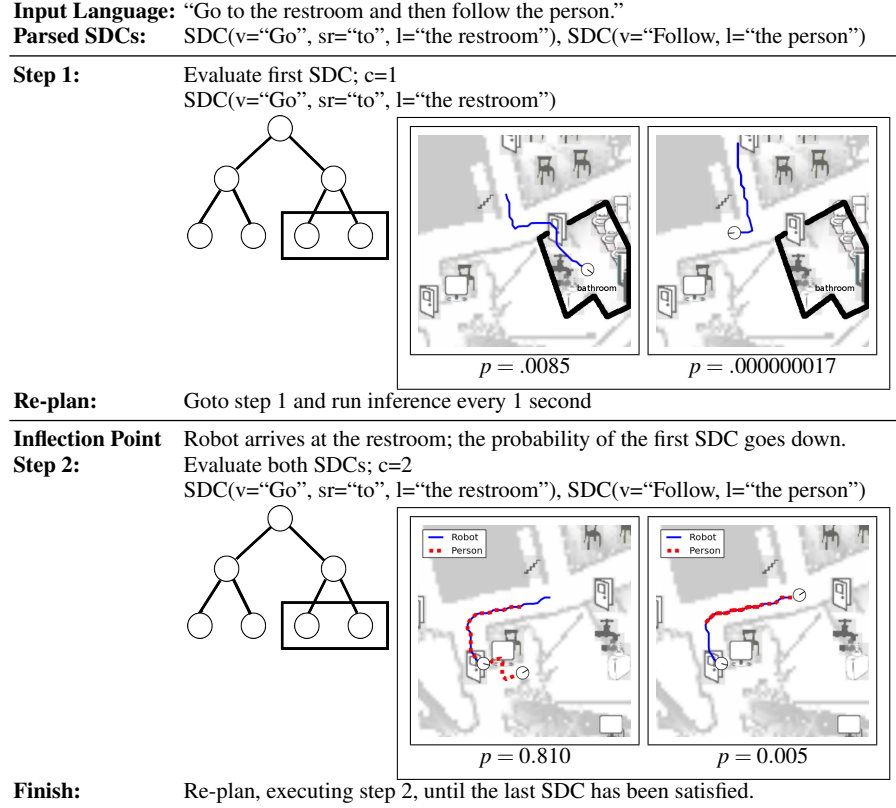 Input Language: “Go to the restroom and then follow the person.”
Parsed SDCs: SDC(v=“Go”, sr=“to”, l=“the restroom”), SDC(v=“Follow, l=“the person”)
Step 1: Evaluate first SDC; c=1
SDC(v=“Go”, sr=“to”, l=“the restroom”)
bathroom
bathroom
p = .0085
p = .000000017
Re-plan: Goto step 1 and run inference every 1 second
Inflection Point Robot arrives at the restroom; the probability of the first SDC goes down.
Step 2: Evaluate both SDCs; c=2
SDC(v=“Go”, sr=“to”, l=“the restroom”), SDC(v=“Follow, l=“the person”)
Robot
Person
Robot
Person
p = 0.810
p = 0.005
Finish: Re-plan, executing step 2, until the last SDC has been satisfied.